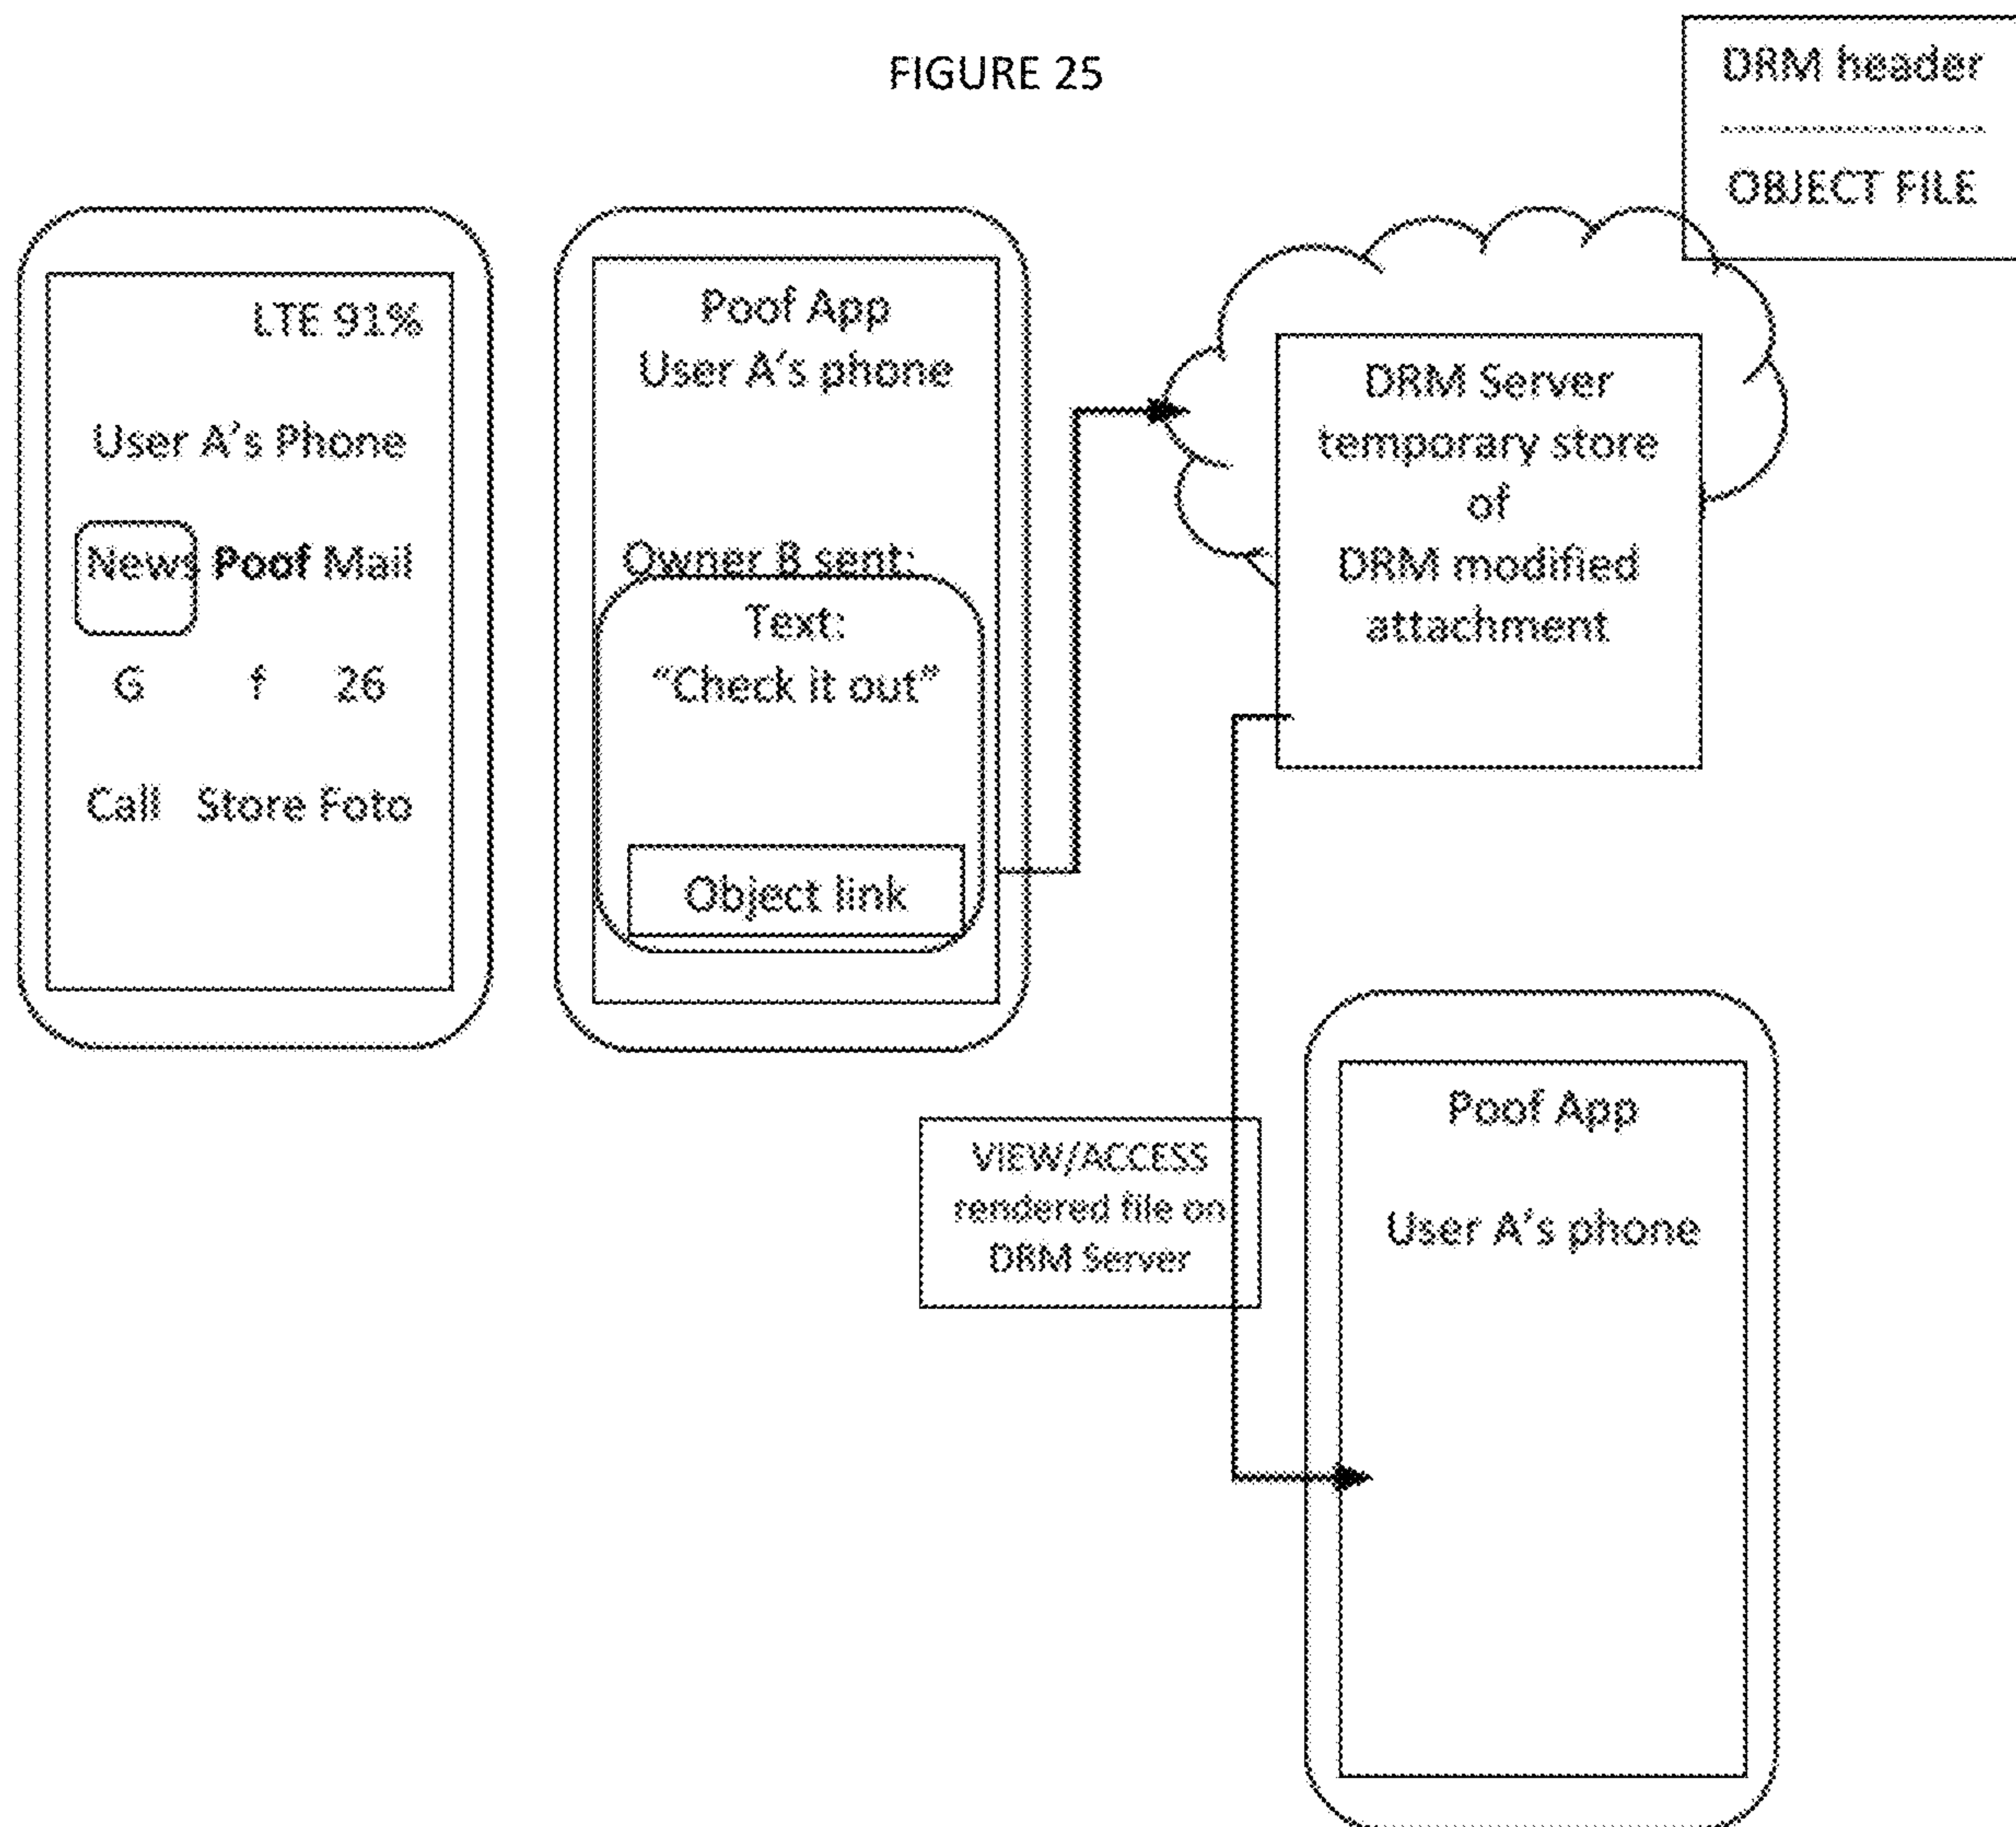 FIGURE 25
DRM header
OBJECT FILE
LTE 91%
User A's Phone
News Poof Mail
G f 26
Call Store Foto
Poof App
User A's phone
Owner B sent:
Text:
“Check it out”
Object link
DRM Server
temporary store
of
DRM modified
attachment
VIEW/ACCESS
rendered file on
DRM Server
Poof App
User A's phone